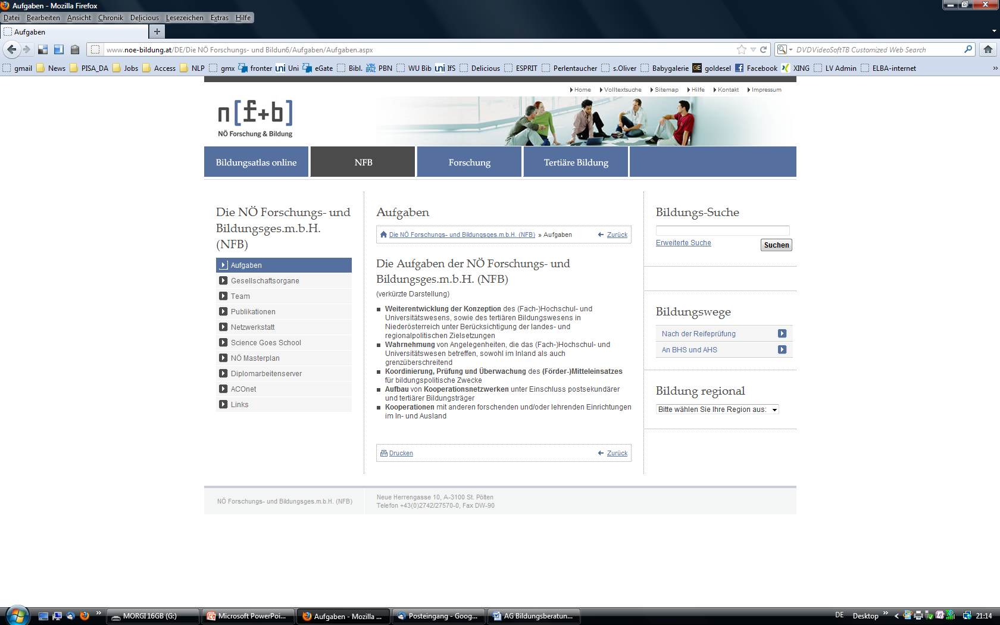 Aufgaben - Mozilla Firefox
Datei Bearbeiten Ansicht Chronik Delicious Lesezeichen Extras Hilfe
Aufgaben
www.noe-bildung.at/DE/Die NÖ Forschungs- und Bildun6/Aufgaben/Aufgaben.aspx
DVDVideoSoftTB Customized Web Search
gmail News PISA_DA Jobs Access NLP gmx fronter uni Uni eGate Bibl. VBK OPAC PBN WU Bib uni IfS Delicious ESPRIT Perlentaucher s.Oliver Babygalerie GE goldesel Facebook XING LV Admin ELBA-internet »
Home Volltextsuche Sitemap Hilfe Kontakt Impressum
n[f+b]
NÖ Forschung & Bildung
Bildungsatlas online NFB Forschung Tertiäre Bildung
Die NÖ Forschungs- und
Bildungsges.m.b.H.
(NFB)
Aufgaben
Gesellschaftsorgane
Team
Publikationen
Netzwerkstatt
Science Goes School
NÖ Masterplan
Diplomarbeitenserver
ACOnet
Links
Aufgaben
Die NÖ Forschungs- und Bildungsges.m.b.H. (NFB) » Aufgaben Zurück
Die Aufgaben der NÖ Forschungs- und
Bildungsges.m.b.H. (NFB)
(verkürzte Darstellung)
Weiterentwicklung der Konzeption des (Fach-)Hochschul- und
Universitätswesens, sowie des tertiären Bildungswesens in
Niederösterreich unter Berücksichtigung der landes- und
regionalpolitischen Zielsetzungen
Wahrnehmung von Angelegenheiten, die das (Fach-)Hochschul- und
Universitätswesen betreffen, sowohl im Inland als auch
grenzüberschreitend
Koordinierung, Prüfung und Überwachung des (Förder-)Mitteleinsatzes
für bildungspolitische Zwecke
Aufbau von Kooperationsnetzwerken unter Einschluss postsekundärer
und tertiärer Bildungsträger
Kooperationen mit anderen forschenden und/oder lehrenden Einrichtungen
im In- und Ausland
Drucken Zurück
Bildungs-Suche
Erweiterte Suche Suchen
Bildungswege
Nach der Reifeprüfung
An BHS und AHS
Bildung regional
Bitte wählen Sie Ihre Region aus:
NÖ Forschungs- und Bildungsges.m.b.H. (NFB)
Neue Herrengasse 10, A-3100 St. Pölten
Telefon +43(0)2742/27570-0, Fax DW-90
» MORGI16GB (G:) Microsoft PowerPoi... Aufgaben - Mozilla ... Posteingang - Goog... AG Bildungsberatun... DE Desktop » 21:14